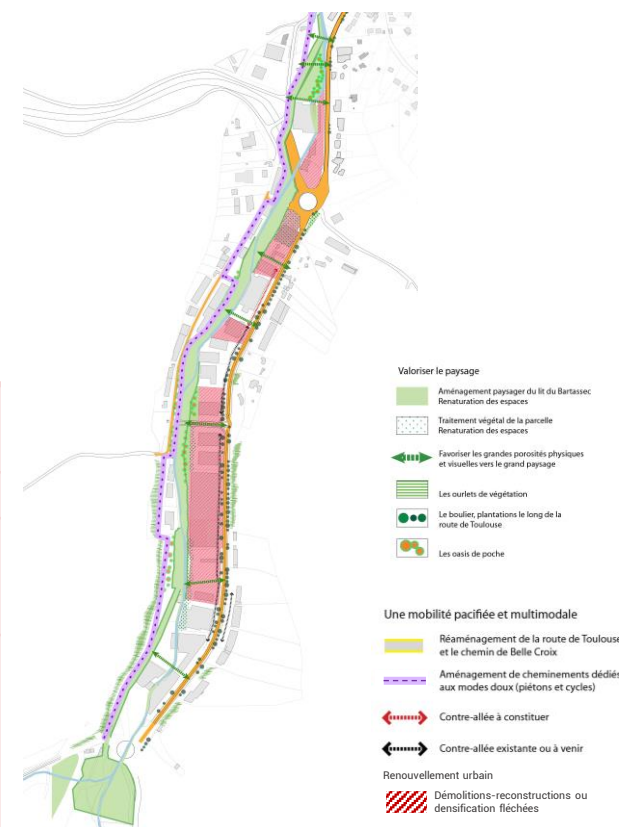 Valoriser le paysage
Aménagement paysager du lit du Bartassec
Renaturation des espaces
Traitement végétal de la parcelle
Renaturation des espaces
Favoriser les grandes porosités physiques
et visuelles vers le grand paysage
Les ourlets de végétation
Le boulier, plantations le long de la
route de Toulouse
Les oasis de poche
Une mobilité pacifiée et multimodale
Réaménagement de la route de Toulouse
et le chemin de Belle Croix
Aménagement de cheminements dédiés
aux modes doux (piétons et cycles)
Contre-allée à constituer
Contre-allée existante ou à venir
Renouvellement urbain
Démolitions-reconstructions ou
densification fléchées